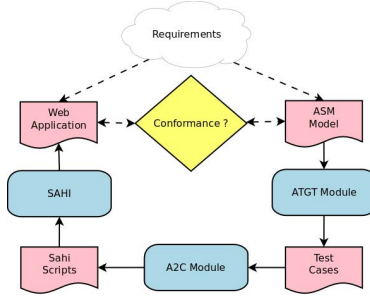 Requirements
Web
Application
Conformance ?
ASM
Model
SAHI
ATGT Module
Sahi
Scripts
A2C Module
Test
Cases